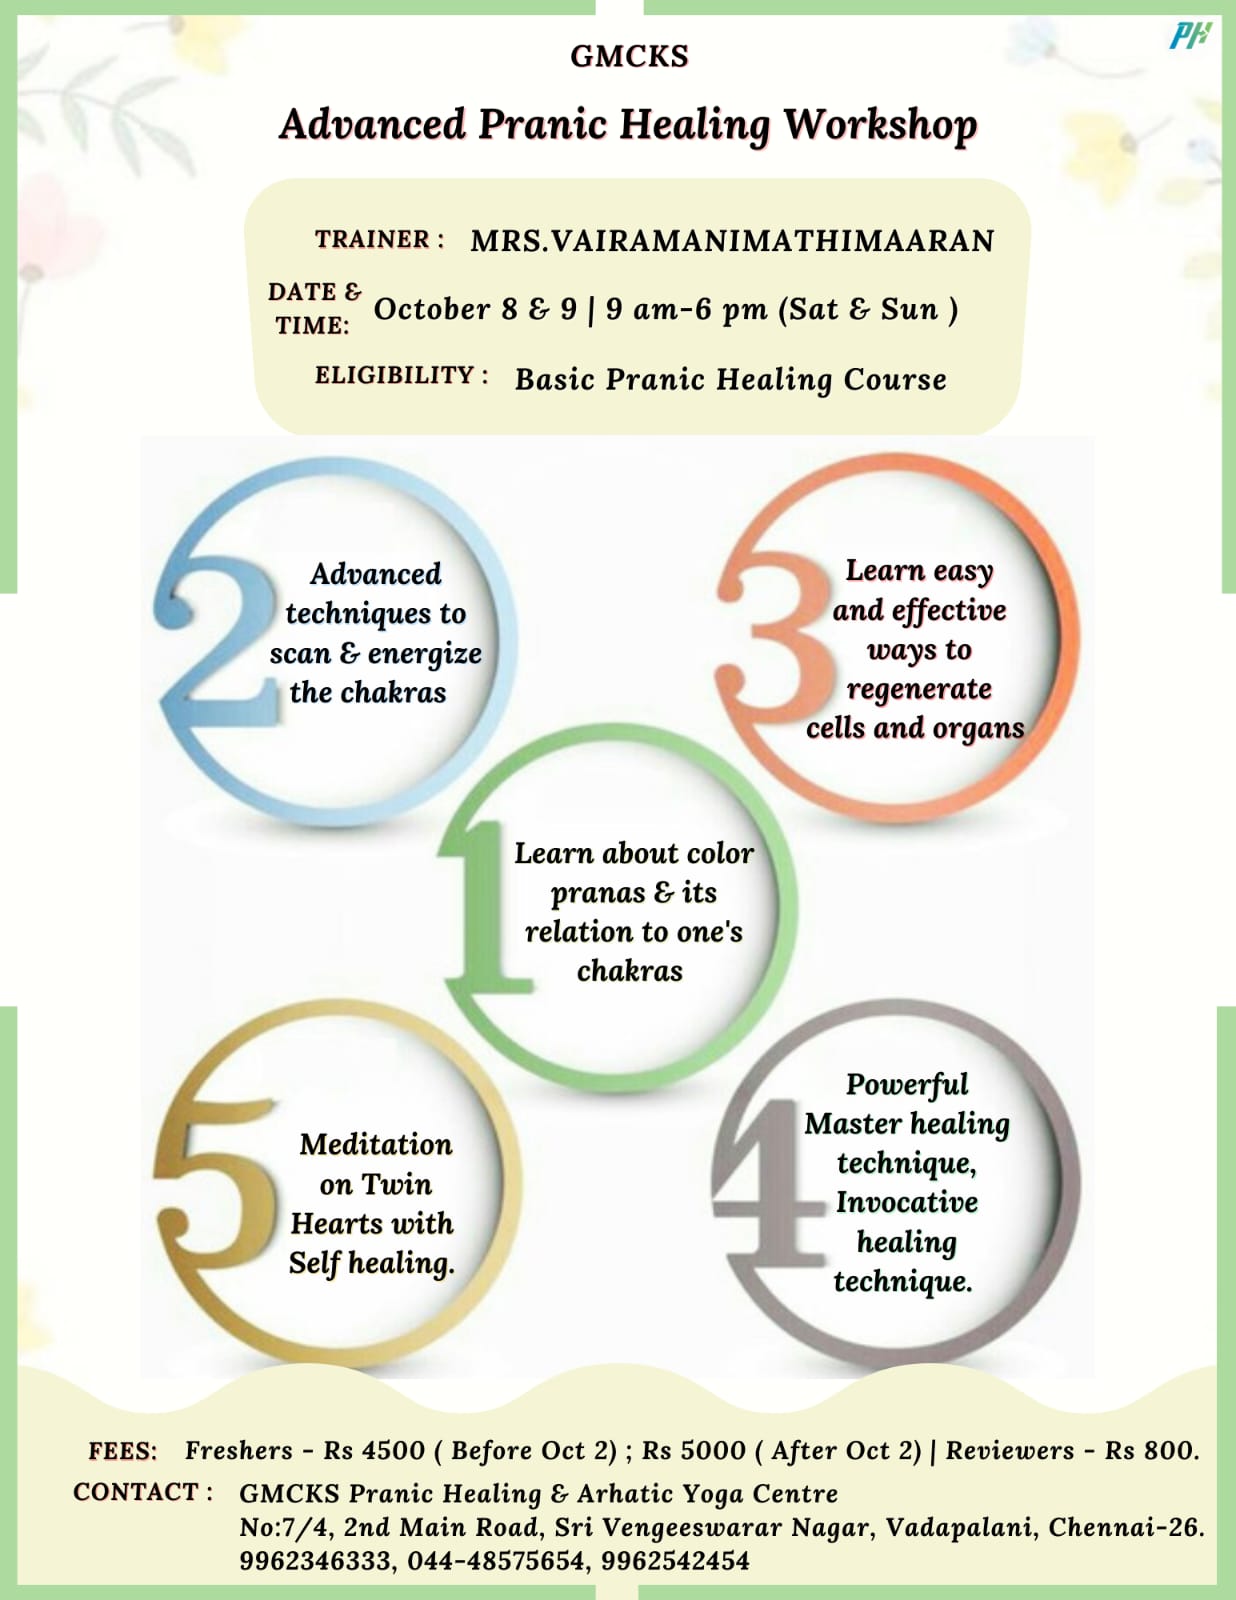 PH
GMCKS
Advanced Pranic Healing Workshop
TRAINER : MRS.VAIRAMANIMATHIMAARAN
DATE & TIME: October 8 & 9 | 9 am-6 pm (Sat & Sun )
ELIGIBILITY : Basic Pranic Healing Course
2
Advanced
techniques to
scan & energize
the chakras
3
Learn easy
and effective
ways to
regenerate
cells and organs
1
Learn about color
pranas & its
relation to one's
chakras
5
Meditation
on Twin
Hearts with
Self healing.
4
Powerful
Master healing
technique,
Invocative
healing
technique.
FEES: Freshers - Rs 4500 ( Before Oct 2) ; Rs 5000 ( After Oct 2) | Reviewers - Rs 800.
CONTACT : GMCKS Pranic Healing & Arhatic Yoga Centre
No:7/4, 2nd Main Road, Sri Vengeeswarar Nagar, Vadapalani, Chennai-26.
9962346333, 044-48575654, 9962542454